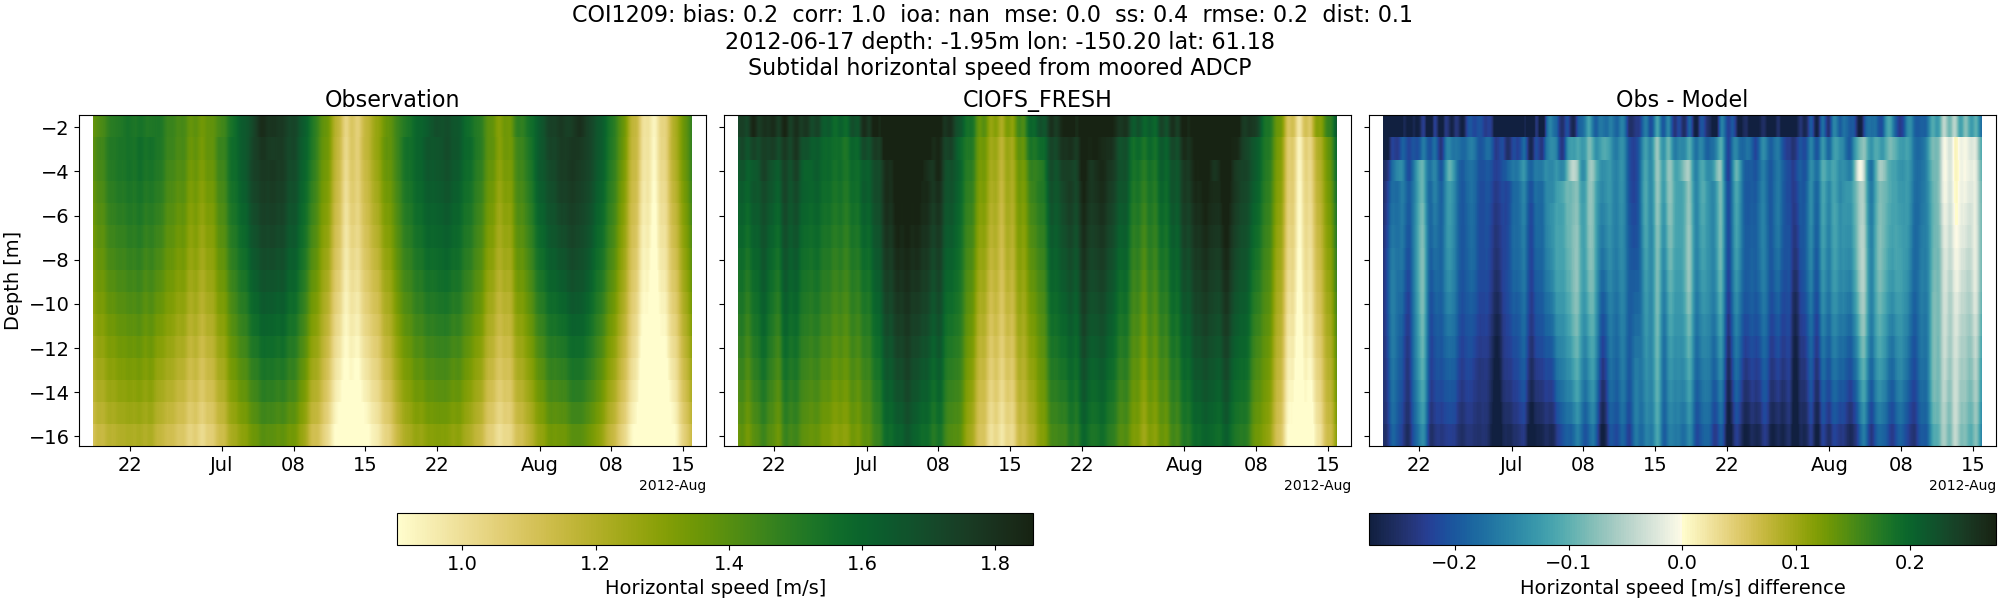 COI1209: bias: 0.2 corr: 1.0 ioa: nan mse: 0.0 ss: 0.4 rmse: 0.2 dist: 0.1
2012-06-17 depth: -1.95m lon: -150.20 lat: 61.18
Subtidal horizontal speed from moored ADCP
Observation
CIOFS_FRESH
Obs - Model
Depth [m]
−2
−4
−6
−8
−10
−12
−14
−16
22 Jul 08 15 22 Aug 08 15
2012-Aug
22 Jul 08 15 22 Aug 08 15
2012-Aug
22 Jul 08 15 22 Aug 08 15
2012-Aug
1.0 1.2 1.4 1.6 1.8
Horizontal speed [m/s]
−0.2 −0.1 0.0 0.1 0.2
Horizontal speed [m/s] difference